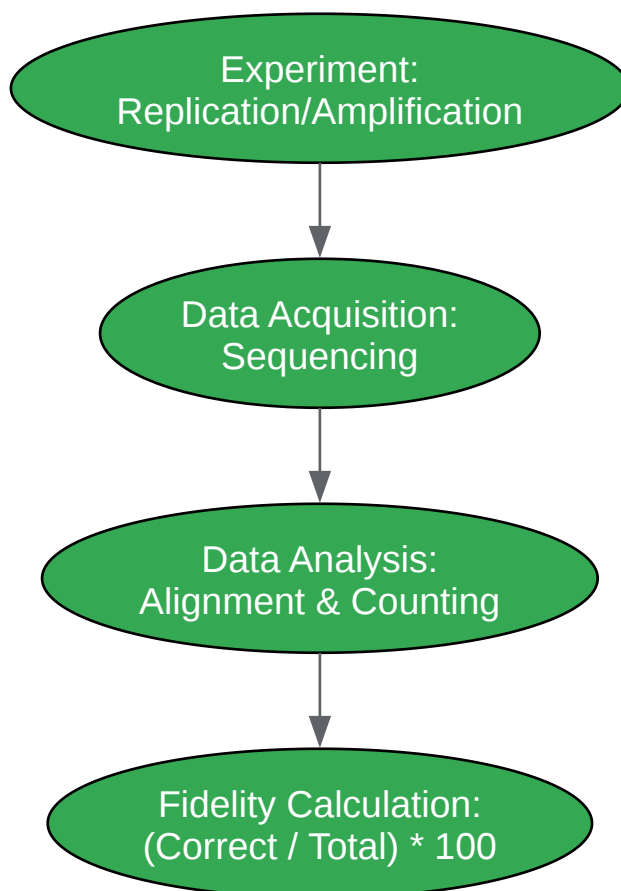 Experiment:
Replication/Amplification
Data Acquisition:
Sequencing
Data Analysis:
Alignment & Counting
Fidelity Calculation:
(Correct / Total) * 100